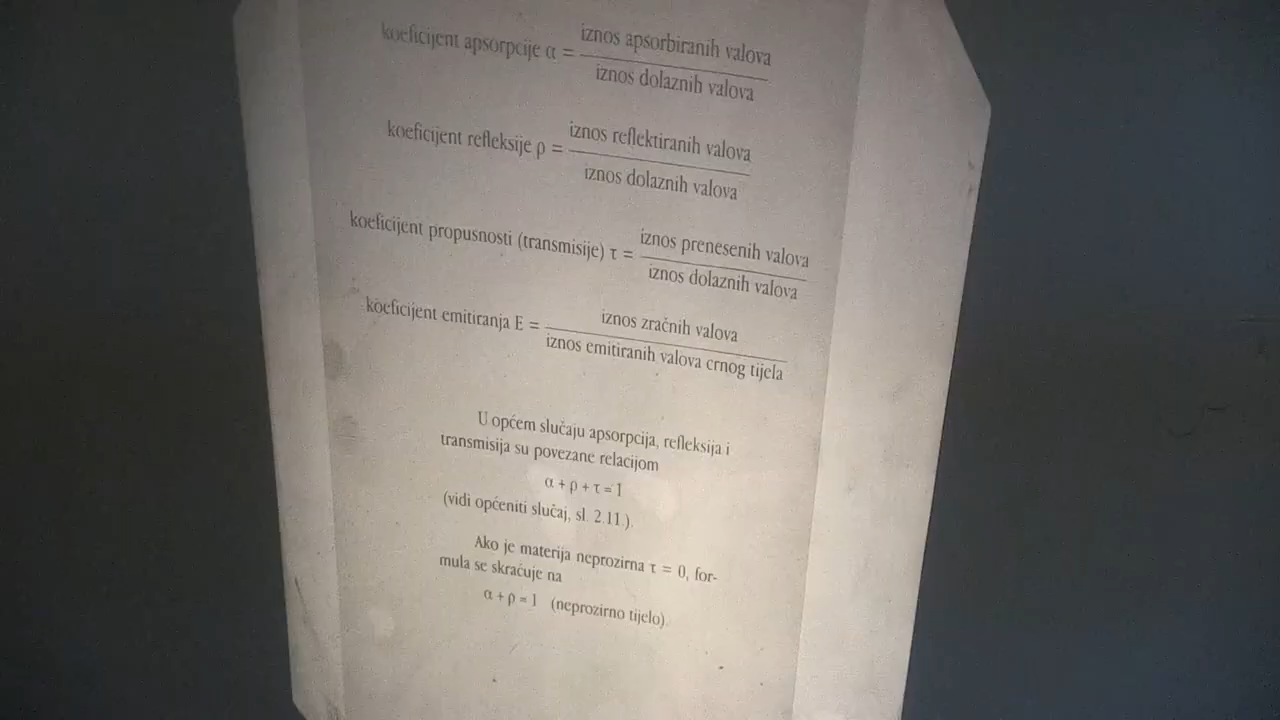 koeficijent apsorpcije α = iznos apsorbiranih valova
iznos dolaznih valova
koeficijent refleksije ρ = iznos reflektiranih valova
iznos dolaznih valova
koeficijent propusnosti (transmisije) τ = iznos prenesenih valova
iznos dolaznih valova
koeficijent emitiranja E = iznos zračnih valova
iznos emitiranih valova crnog tijela
U općem slučaju apsorpcija, refleksija i
transmisija su povezane relacijom
α + ρ + τ = 1
(vidi općeniti slučaj, sl. 2.11.).
Ako je materija neprozirna τ = 0, for-
mula se skraćuje na
α + ρ = 1 (neprozirno tijelo).